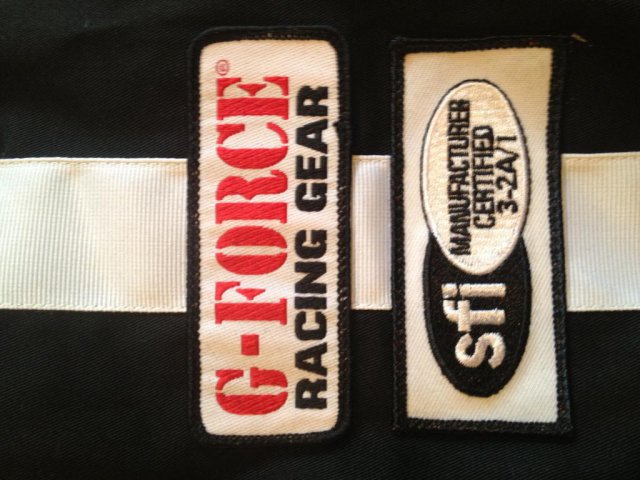 G-FORCE®
RACING GEAR
MANUFACTURER
CERTIFIED
3-2A/1
sfi